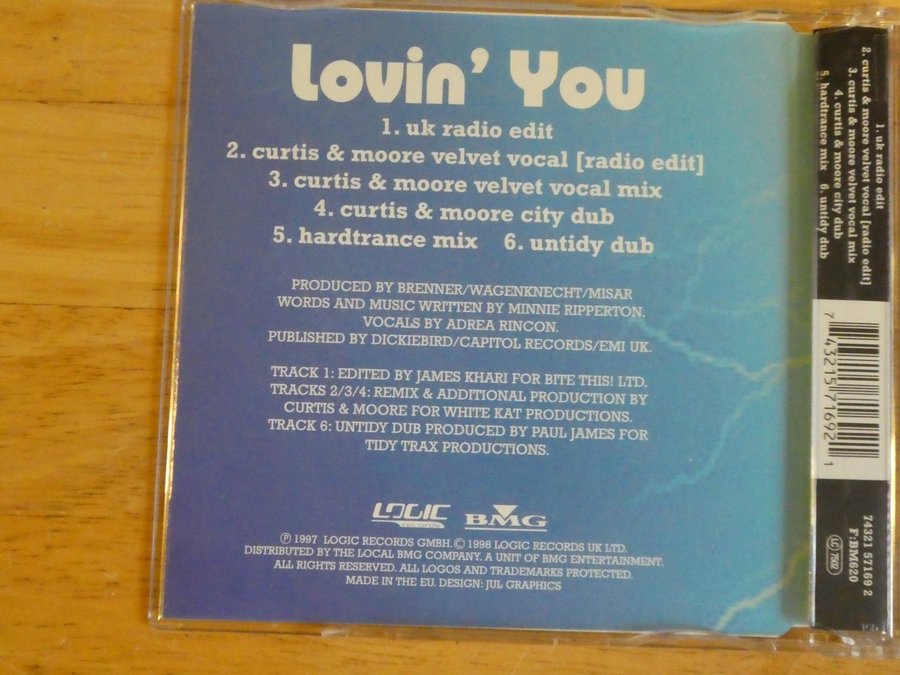 Lovin' You
1. uk radio edit
2. curtis & moore velvet vocal [radio edit]
3. curtis & moore velvet vocal mix
4. curtis & moore city dub
5. hardtrance mix 6. untidy dub
PRODUCED BY BRENNER/WAGENKNECHT/MISAR
WORDS AND MUSIC WRITTEN BY MINNIE RIPPERTON.
VOCALS BY ADREA RINCON.
PUBLISHED BY DICKIEBIRD/CAPITOL RECORDS/EMI UK.
TRACK 1: EDITED BY JAMES KHARI FOR BITE THIS! LTD.
TRACKS 2/3/4: REMIX & ADDITIONAL PRODUCTION BY
CURTIS & MOORE FOR WHITE KAT PRODUCTIONS.
TRACK 6: UNTIDY DUB PRODUCED BY PAUL JAMES FOR
TIDY TRAX PRODUCTIONS.
LOGIC
RECORDS
BMG
℗ 1997 LOGIC RECORDS GMBH. © 1998 LOGIC RECORDS UK LTD.
DISTRIBUTED BY THE LOCAL BMG COMPANY. A UNIT OF BMG ENTERTAINMENT.
ALL RIGHTS RESERVED. ALL LOGOS AND TRADEMARKS PROTECTED.
MADE IN THE EU. DESIGN: JUL GRAPHICS
1. uk radio edit
2. curtis & moore velvet vocal [radio edit]
3. curtis & moore velvet vocal mix
4. curtis & moore city dub
5. hardtrance mix 6. untidy dub
7 43215 71692 1
74321 57169 2
F: BM620
LC 7502